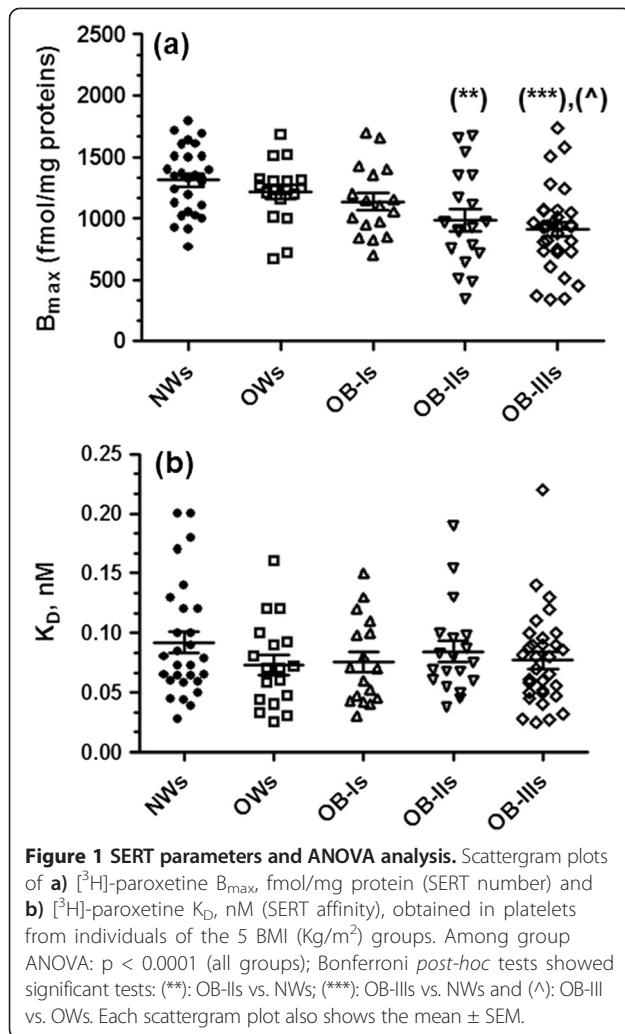 (a)
2500
2000
1500
1000
500
0
B_max (fmol/mg proteins)
(**)
(***),(^)
NWs
OWs
OB-Is
OB-IIs
OB-IIIs
(b)
0.25
0.20
0.15
0.10
0.05
0.00
K_D, nM
NWs
OWs
OB-Is
OB-IIs
OB-IIIs
Figure 1 SERT parameters and ANOVA analysis. Scattergram plots
of a) [³H]-paroxetine B_max, fmol/mg protein (SERT number) and
b) [³H]-paroxetine K_D, nM (SERT affinity), obtained in platelets
from individuals of the 5 BMI (Kg/m²) groups. Among group
ANOVA: p < 0.0001 (all groups); Bonferroni post-hoc tests showed
significant tests: (**): OB-IIs vs. NWs; (***): OB-IIIs vs. NWs and (^): OB-III
vs. OWs. Each scattergram plot also shows the mean ± SEM.